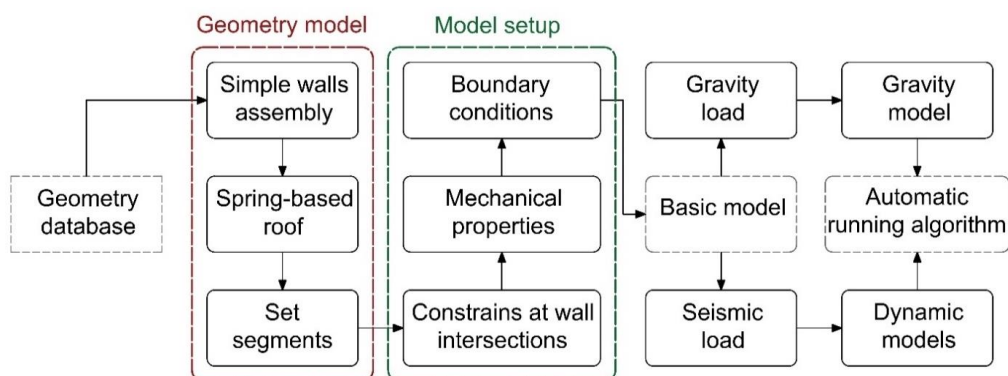 Geometry model
Model setup
Geometry
database
Simple walls
assembly
Spring-based
roof
Set
segments
Boundary
conditions
Mechanical
properties
Constrains at wall
intersections
Gravity
load
Basic model
Seismic
load
Gravity
model
Automatic
running algorithm
Dynamic
models